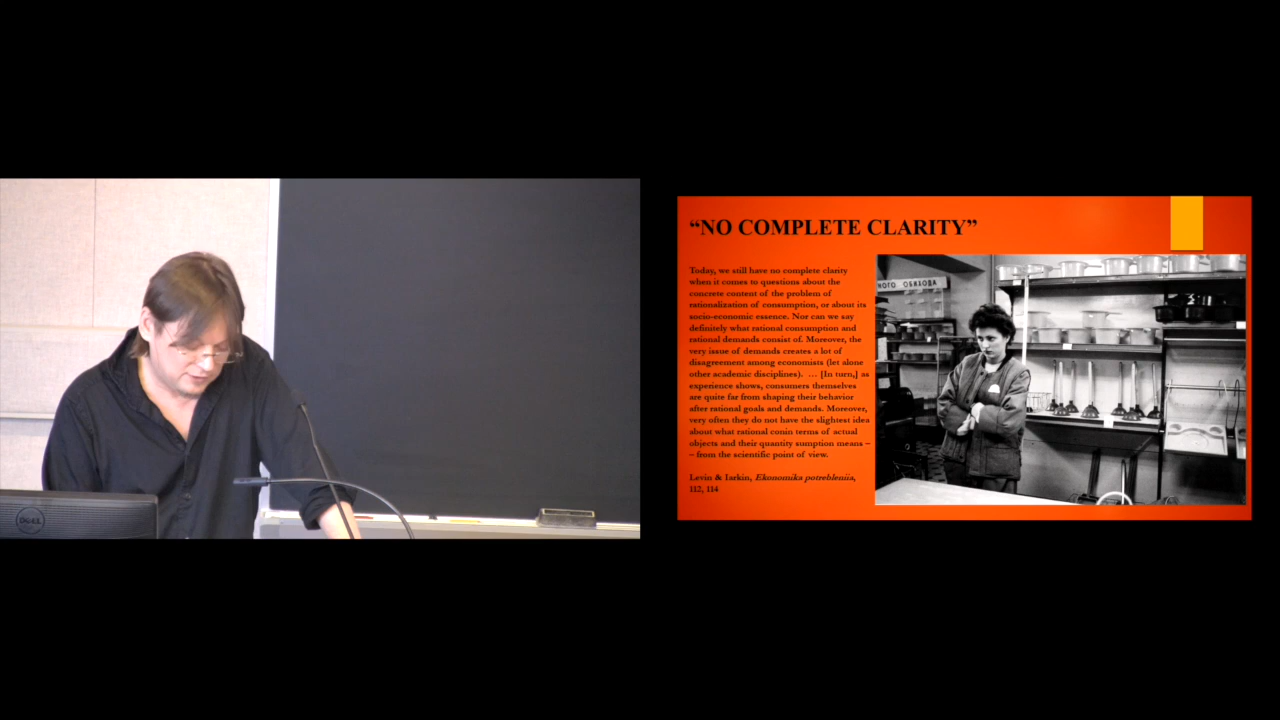 “NO COMPLETE CLARITY”
Today, we still have no complete clarity
when it comes to questions about the
concrete content of the problem of
rationalization of consumption, or about its
socio-economic essence. Nor can we say
definitely what rational consumption and
rational demands consist of. Moreover, the
very issue of demands creates a lot of
disagreement among economists (let alone
other academic disciplines). … [In turn,] as
experience shows, consumers themselves
are quite far from shaping their behavior
after rational goals and demands. Moreover,
very often they do not have the slightest idea
about what rational conin terms of actual
objects and their quantity sumption means –
– from the scientific point of view.
Levin & Iarkin, Ekonomika potrebleniia,
112, 114
НОГО ОБИХОДА
DELL